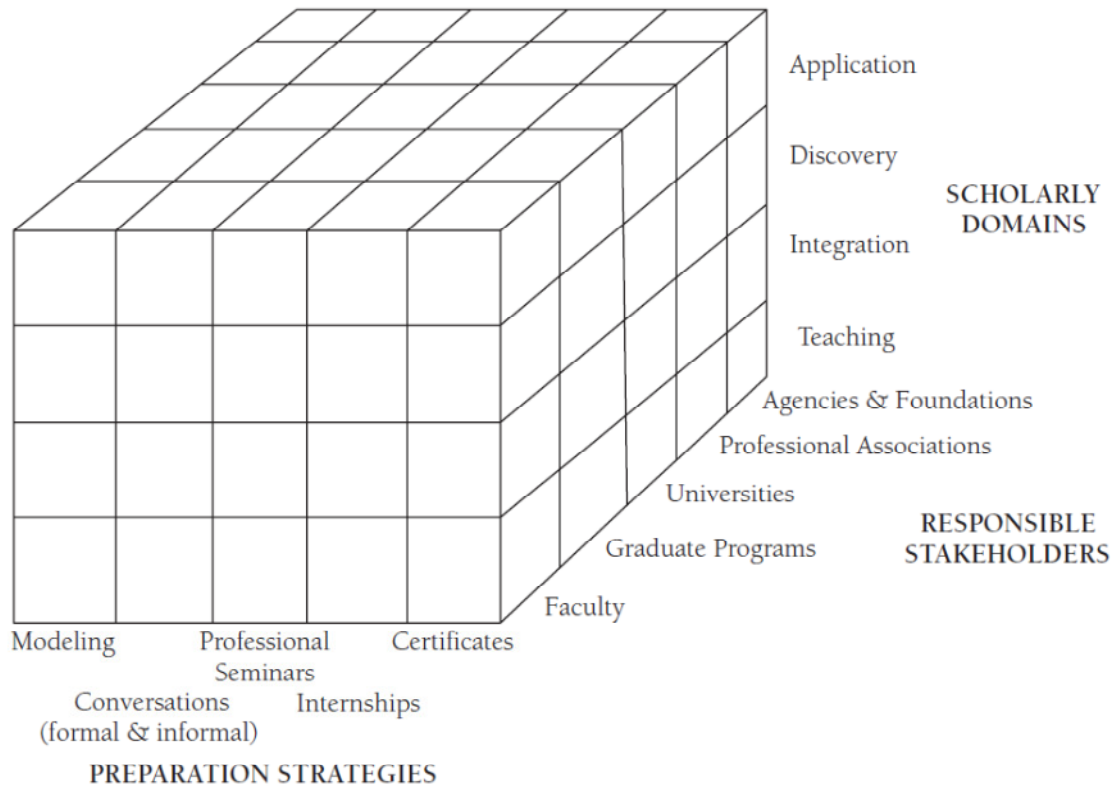 Application
Discovery
SCHOLARLY
DOMAINS
Integration
Teaching
Agencies & Foundations
Professional Associations
Universities
RESPONSIBLE
STAKEHOLDERS
Graduate Programs
Faculty
Modeling
Professional
Seminars
Certificates
Conversations
(formal & informal)
Internships
PREPARATION STRATEGIES